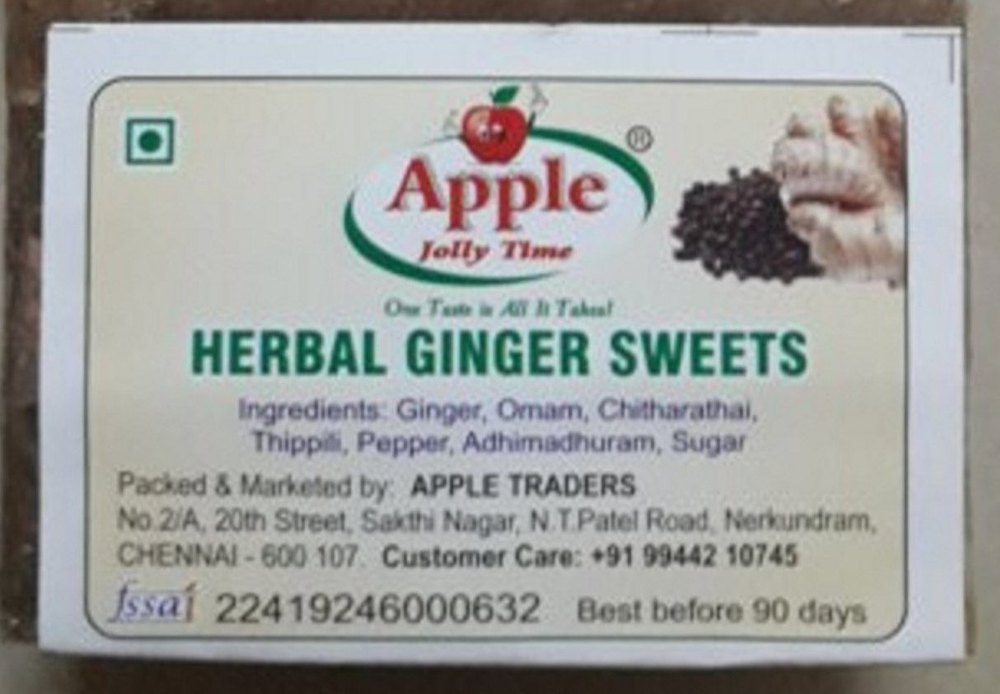 Apple ®
Jolly Time
One Taste is All It Takes!
HERBAL GINGER SWEETS
Ingredients: Ginger, Omam, Chitharathai,
Thippili, Pepper, Adhimadhuram, Sugar
Packed & Marketed by: APPLE TRADERS
No.2/A, 20th Street, Sakthi Nagar, N.T.Patel Road, Nerkundram,
CHENNAI - 600 107. Customer Care: +91 99442 10745
fssai 22419246000632 Best before 90 days